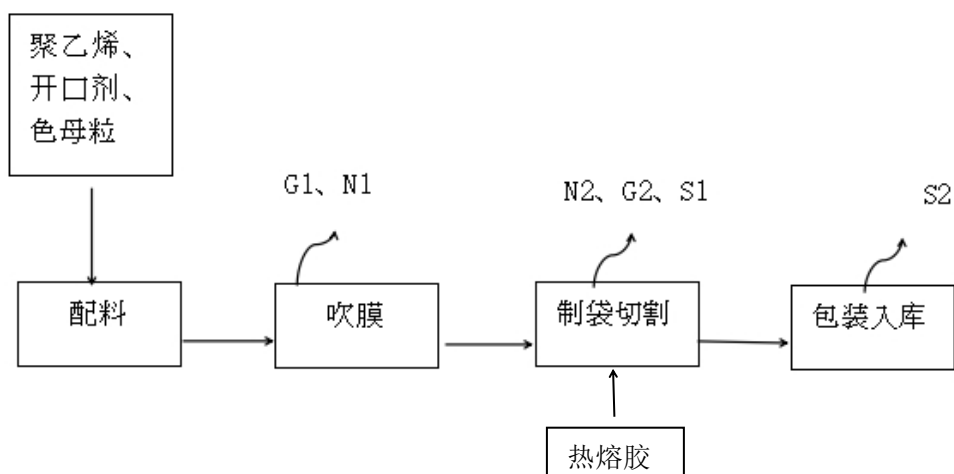 聚乙烯、
开口剂、
色母粒
G1、N1
N2、G2、S1
S2
配料
吹膜
制袋切割
包装入库
热熔胶